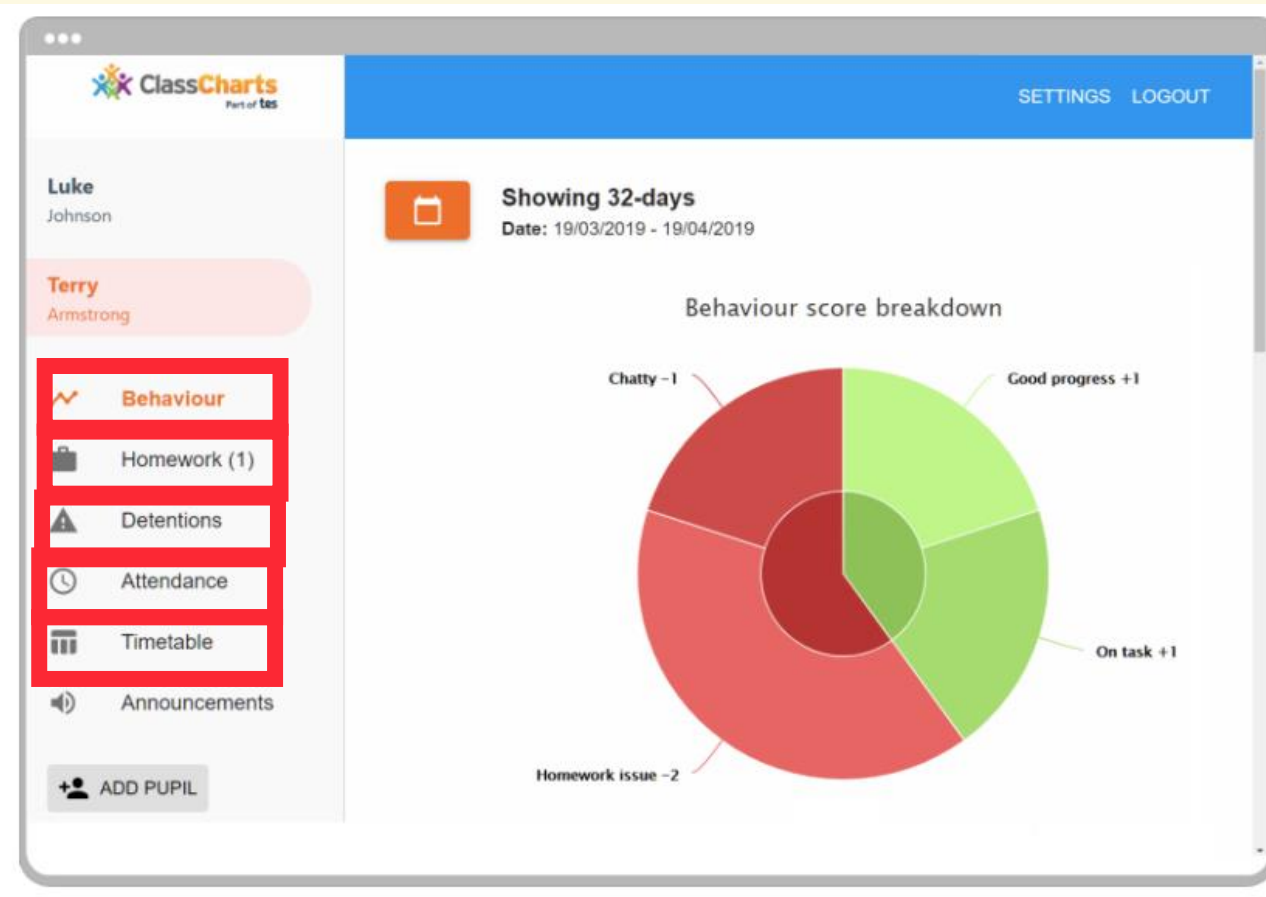 ClassCharts
Part of tes
SETTINGS LOGOUT
Luke
Johnson
Terry
Armstrong
Behaviour
Homework (1)
Detentions
Attendance
Timetable
Announcements
ADD PUPIL
Showing 32-days
Date: 19/03/2019 - 19/04/2019
Behaviour score breakdown
Chatty -1
Good progress +1
On task +1
Homework issue -2